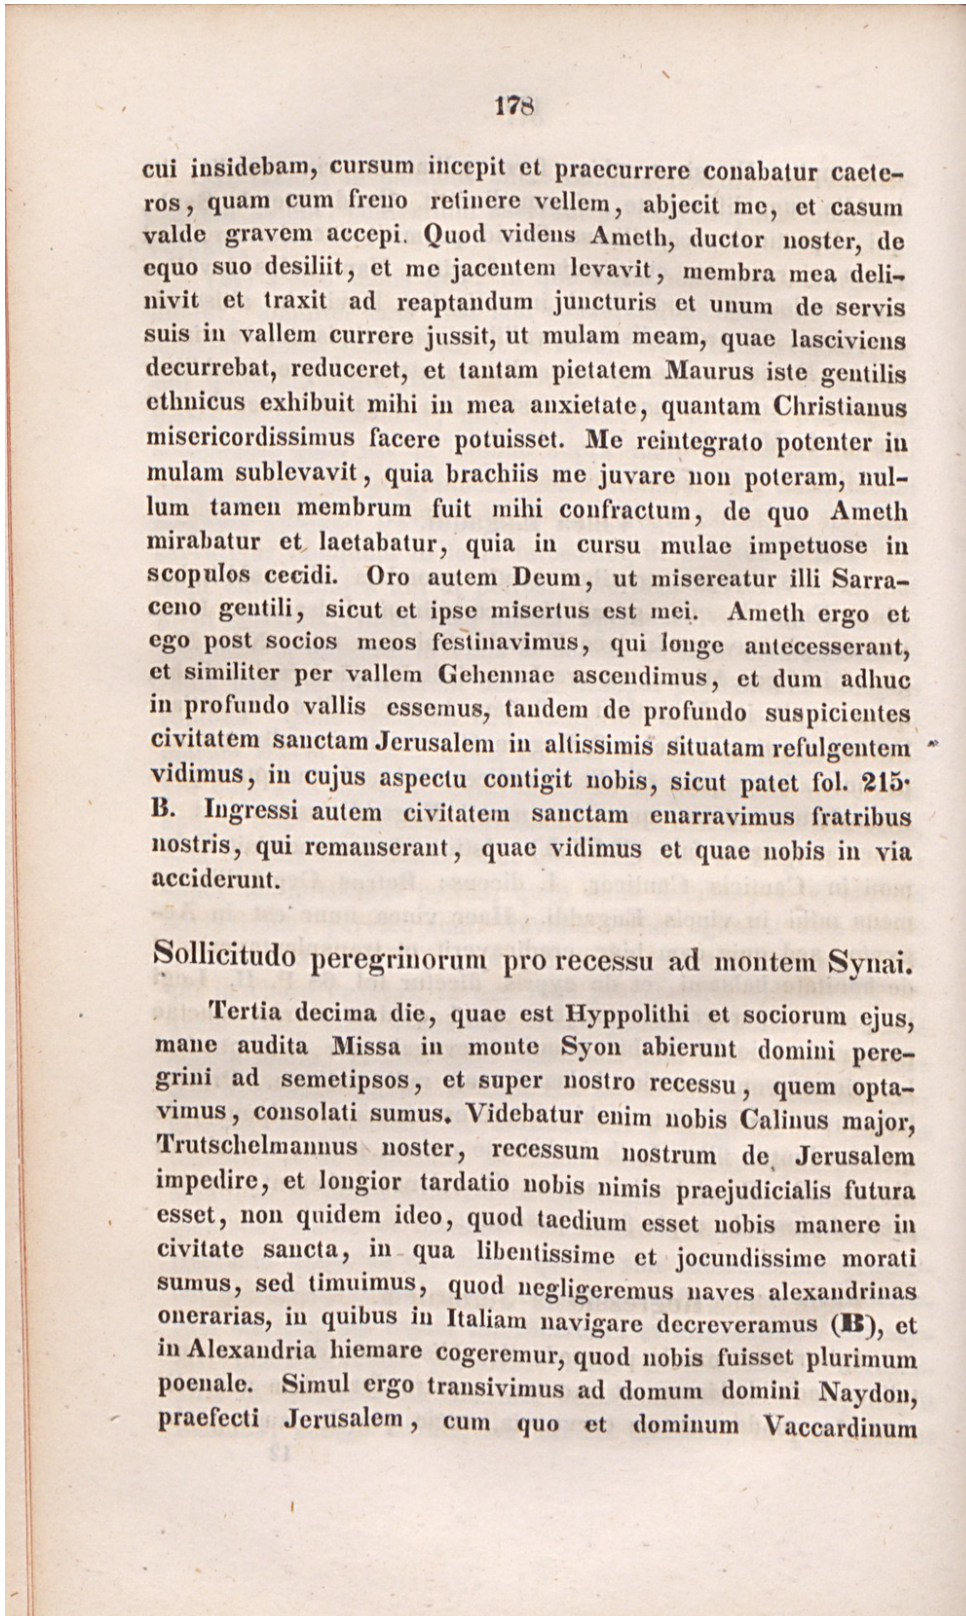 178
cui insidebam, cursum incepit et praecurrere conabatur caete-
ros, quam cum freno retinere vellem, abjecit me, et casum
valde gravem accepi. Quod videns Ameth, ductor noster, de
equo suo desiliit, et me jacentem levavit, membra mea deli-
nivit et traxit ad reaptandum juncturis et unum de servis
suis in vallem currere jussit, ut mulam meam, quae lasciviens
decurrebat, reduceret, et tantam pietatem Maurus iste gentilis
ethnicus exhibuit mihi in mea anxietate, quantam Christianus
misericordissimus facere potuisset. Me reintegrato potenter in
mulam sublevavit, quia brachiis me juvare non poteram, nul-
lum tamen membrum fuit mihi confractum, de quo Ameth
mirabatur et laetabatur, quia in cursu mulae impetuose in
scopulos cecidi. Oro autem Deum, ut misereatur illi Sarra-
ceno gentili, sicut et ipse misertus est mei. Ameth ergo et
ego post socios meos festinavimus, qui longe antecesserant,
et similiter per vallem Gehennae ascendimus, et dum adhuc
in profundo vallis essemus, tandem de profundo suspicientes
civitatem sanctam Jerusalem in altissimis situatam refulgentem
vidimus, in cujus aspectu contigit nobis, sicut patet fol. 215·
B. Ingressi autem civitatem sanctam enarravimus fratribus
nostris, qui remanserant, quae vidimus et quae nobis in via
acciderunt.
Sollicitudo peregrinorum pro recessu ad montem Synai.
Tertia decima die, quae est Hyppolithi et sociorum ejus,
mane audita Missa in monte Syon abierunt domini pere-
grini ad semetipsos, et super nostro recessu, quem opta-
vimus, consolati sumus. Videbatur enim nobis Calinus major,
Trutschelmannus noster, recessum nostrum de Jerusalem
impedire, et longior tardatio nobis nimis praejudicialis futura
esset, non quidem ideo, quod taedium esset nobis manere in
civitate sancta, in qua libentissime et jocundissime morati
sumus, sed timuimus, quod negligeremus naves alexandrinas
onerarias, in quibus in Italiam navigare decreveramus (B), et
in Alexandria hiemare cogeremur, quod nobis fuisset plurimum
poenale. Simul ergo transivimus ad domum domini Naydon,
praefecti Jerusalem, cum quo et dominum Vaccardinum